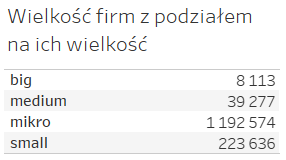 Wielkość firm z podziałem
na ich wielkość
big 8 113
medium 39 277
mikro 1 192 574
small 223 636